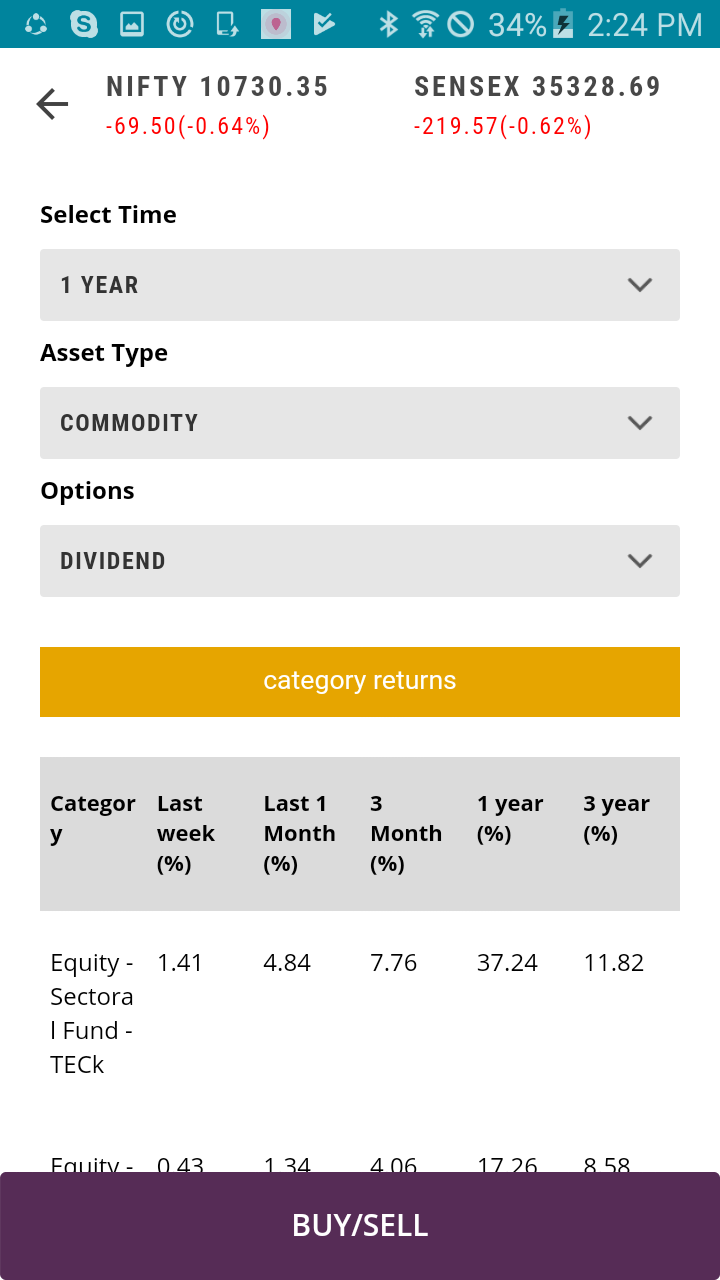 34% 2:24 PM
NIFTY 10730.35 SENSEX 35328.69
-69.50(-0.64%) -219.57(-0.62%)
Select Time
1 YEAR
Asset Type
COMMODITY
Options
DIVIDEND
category returns
Categor Last Last 1 3 1 year 3 year
y week Month Month (%) (%)
(%) (%) (%)
Equity - 1.41 4.84 7.76 37.24 11.82
Sectora
l Fund -
TECk
Equity - 0.43 1.34 4.06 17.26 8.58
BUY/SELL